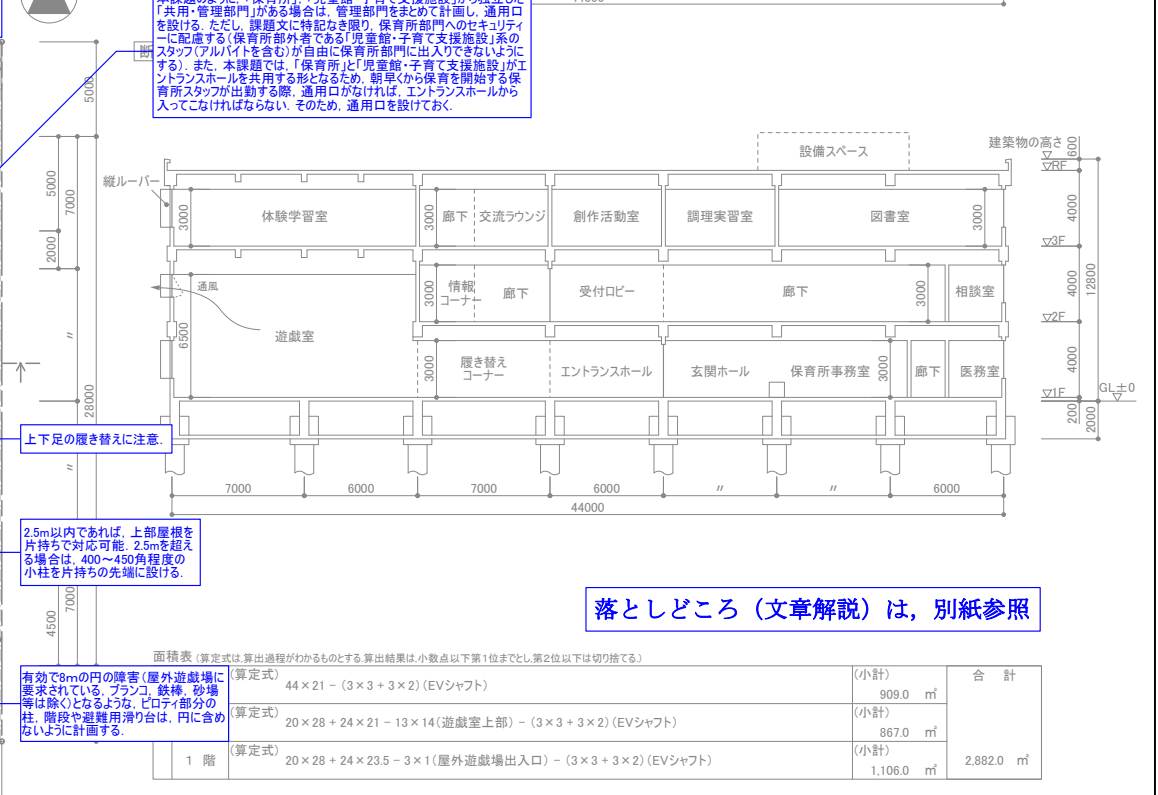 「共用・管理部門」がある場合は,管理部門をまとめて計画し,通用口
を設ける.ただし,課題文に特記なき限り,保育所部門へのセキュリティ
ーに配慮する(保育所部外者である「児童館・子育て支援施設」系の
スタッフ(アルバイトを含む)が自由に保育所部門に出入りできないように
する).また,本課題では,「保育所」と「児童館・子育て支援施設」がエ
ントランスホールを共用する形となるため,朝早くから保育を開始する保
育所スタッフが出勤する際,通用口がなければ,エントランスホールから
入ってこなければならない.そのため,通用口を設けておく.
断
5000
設備スペース
建築物の高さ
600
▽RF
縦ルーバー
5000
7000
2000
3000
体験学習室
3000
廊下
交流ラウンジ
創作活動室
調理実習室
図書室
3000
4000
▽3F
通風
6500
遊戯室
3000
情報
コーナー
廊下
受付ロビー
廊下
3000
相談室
4000
12800
▽2F
〃
3000
履き替え
コーナー
エントランスホール
玄関ホール
保育所事務室
3000
廊下
医務室
4000
▽1F
GL±0
▽
200
2000
28000
上下足の履き替えに注意.
〃
7000
6000
7000
6000
〃
〃
6000
44000
2.5m以内であれば,上部屋根を
片持ちで対応可能.2.5mを超え
る場合は,400～450角程度の
小柱を片持ちの先端に設ける.
7000
4500
落としどころ(文章解説)は,別紙参照
面積表(算定式は,算出過程がわかるものとする.算出結果は,小数点以下第1位までとし,第2位以下は切り捨てる.)
有効で8mの円の障害(屋外遊戯場に
要求されている,ブランコ,鉄棒,砂場
等は除く)となるような,ピロティ部分の
柱,階段や避難用滑り台は,円に含め
ないように計画する.
(算定式)
44×21－(3×3+3×2)(EVシャフト)
(小計)
909.0 ㎡
合 計
(算定式)
20×28+24×21－13×14(遊戯室上部)－(3×3+3×2)(EVシャフト)
(小計)
867.0 ㎡
1 階
(算定式)
20×28+24×23.5－3×1(屋外遊戯場出入口)－(3×3+3×2)(EVシャフト)
(小計)
1,106.0 ㎡
2,882.0 ㎡